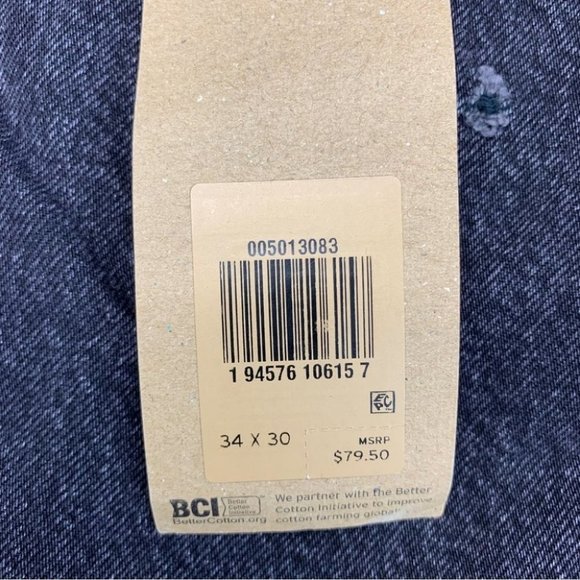 005013083
1 94576 10615 7
34 X 30
MSRP
$79.50
BCI Better Cotton Initiative
BetterCotton.org
We partner with the Better
Cotton Initiative to improve
cotton farming global